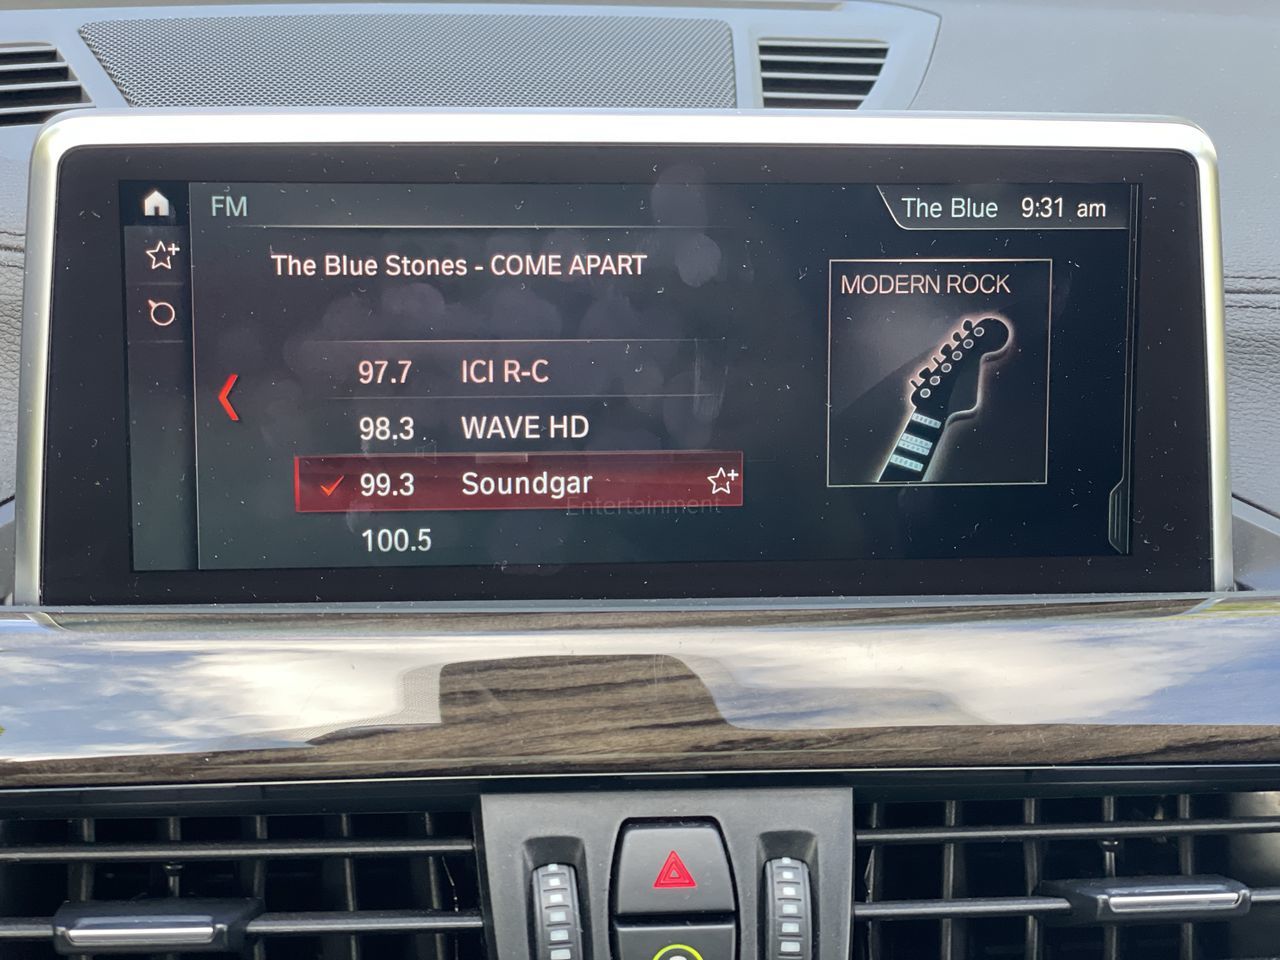 FM
The Blue 9:31 am
The Blue Stones - COME APART
MODERN ROCK
97.7 ICI R-C
98.3 WAVE HD
99.3 Soundgar
Entertainment
100.5